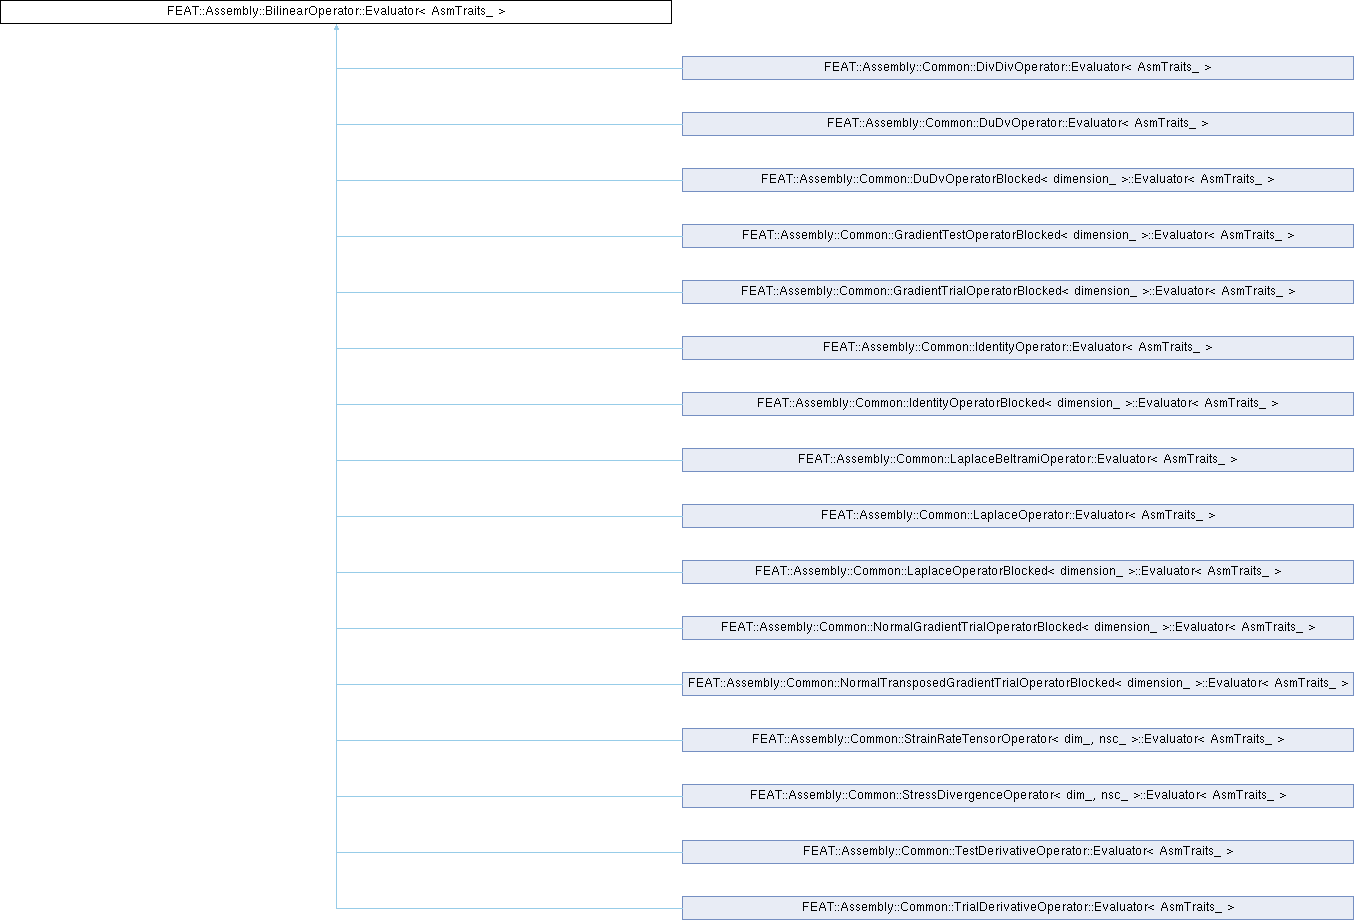 FEAT::Assembly::BilinearOperator::Evaluator< AsmTraits_ >
FEAT::Assembly::Common::DivDivOperator::Evaluator< AsmTraits_ >
FEAT::Assembly::Common::DuDvOperator::Evaluator< AsmTraits_ >
FEAT::Assembly::Common::DuDvOperatorBlocked< dimension_ >::Evaluator< AsmTraits_ >
FEAT::Assembly::Common::GradientTestOperatorBlocked< dimension_ >::Evaluator< AsmTraits_ >
FEAT::Assembly::Common::GradientTrialOperatorBlocked< dimension_ >::Evaluator< AsmTraits_ >
FEAT::Assembly::Common::IdentityOperator::Evaluator< AsmTraits_ >
FEAT::Assembly::Common::IdentityOperatorBlocked< dimension_ >::Evaluator< AsmTraits_ >
FEAT::Assembly::Common::LaplaceBeltramiOperator::Evaluator< AsmTraits_ >
FEAT::Assembly::Common::LaplaceOperator::Evaluator< AsmTraits_ >
FEAT::Assembly::Common::LaplaceOperatorBlocked< dimension_ >::Evaluator< AsmTraits_ >
FEAT::Assembly::Common::NormalGradientTrialOperatorBlocked< dimension_ >::Evaluator< AsmTraits_ >
FEAT::Assembly::Common::NormalTransposedGradientTrialOperatorBlocked< dimension_ >::Evaluator< AsmTraits_ >
FEAT::Assembly::Common::StrainRateTensorOperator< dim_, nsc_ >::Evaluator< AsmTraits_ >
FEAT::Assembly::Common::StressDivergenceOperator< dim_, nsc_ >::Evaluator< AsmTraits_ >
FEAT::Assembly::Common::TestDerivativeOperator::Evaluator< AsmTraits_ >
FEAT::Assembly::Common::TrialDerivativeOperator::Evaluator< AsmTraits_ >